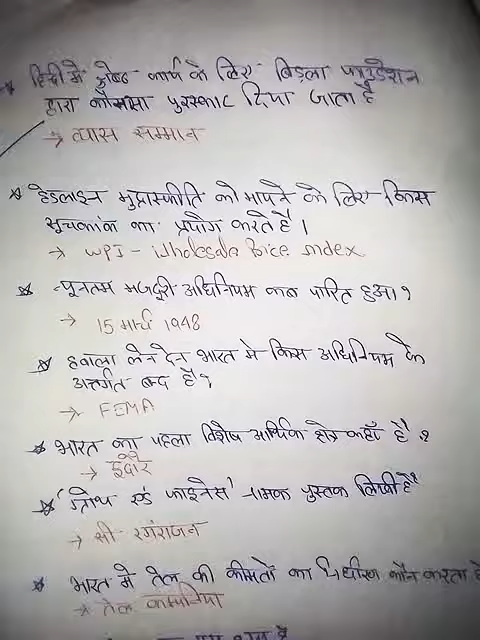 हिंदी में श्रेष्ठ कार्य के लिए बिडला फाउंडेशन
द्वारा कौनसा पुरस्कार दिया जाता है
→ व्यास सम्मान
हेडलाइन मुद्रास्फीति को मापने के लिए किस
सूचकांक का प्रयोग करते है ।
→ WPI - Wholesale Price Index
न्यूनतम मजदूरी अधिनियम कब पारित हुआ ?
→ 15 मार्च 1948
हवाला लेन देन भारत मे किस अधिनियम के
अन्तर्गत बन्द है ?
→ FEMA
भारत का पहला विशेष आर्थिक क्षेत्र कहाँ है ?
→ इंदौर
'ग्रोथ एंड फाइनेंस' नामक पुस्तक लिखी है ?
→ सी रंगराजन
भारत मे तेल की कीमतों का निर्धारण कौन करता है
→ तेल कम्पनिया